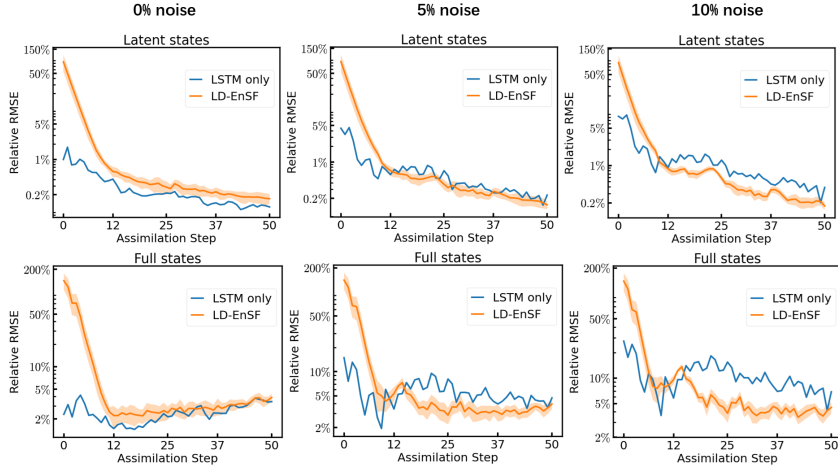 0% noise
5% noise
10% noise
Latent states
Latent states
Latent states
150%
50%
5%
1%
0.2%
Relative RMSE
LSTM only
LD-EnSF
0
12
25
37
50
Assimilation Step
150%
50%
5%
1%
0.2%
Relative RMSE
LSTM only
LD-EnSF
0
12
25
37
50
Assimilation Step
150%
50%
5%
1%
0.2%
Relative RMSE
LSTM only
LD-EnSF
0
12
25
37
50
Assimilation Step
Full states
Full states
Full states
200%
50%
10%
5%
2%
Relative RMSE
LSTM only
LD-EnSF
0
12
25
37
50
Assimilation Step
200%
50%
10%
5%
2%
Relative RMSE
LSTM only
LD-EnSF
0
12
25
37
50
Assimilation Step
200%
50%
10%
5%
2%
Relative RMSE
LSTM only
LD-EnSF
0
12
25
37
50
Assimilation Step